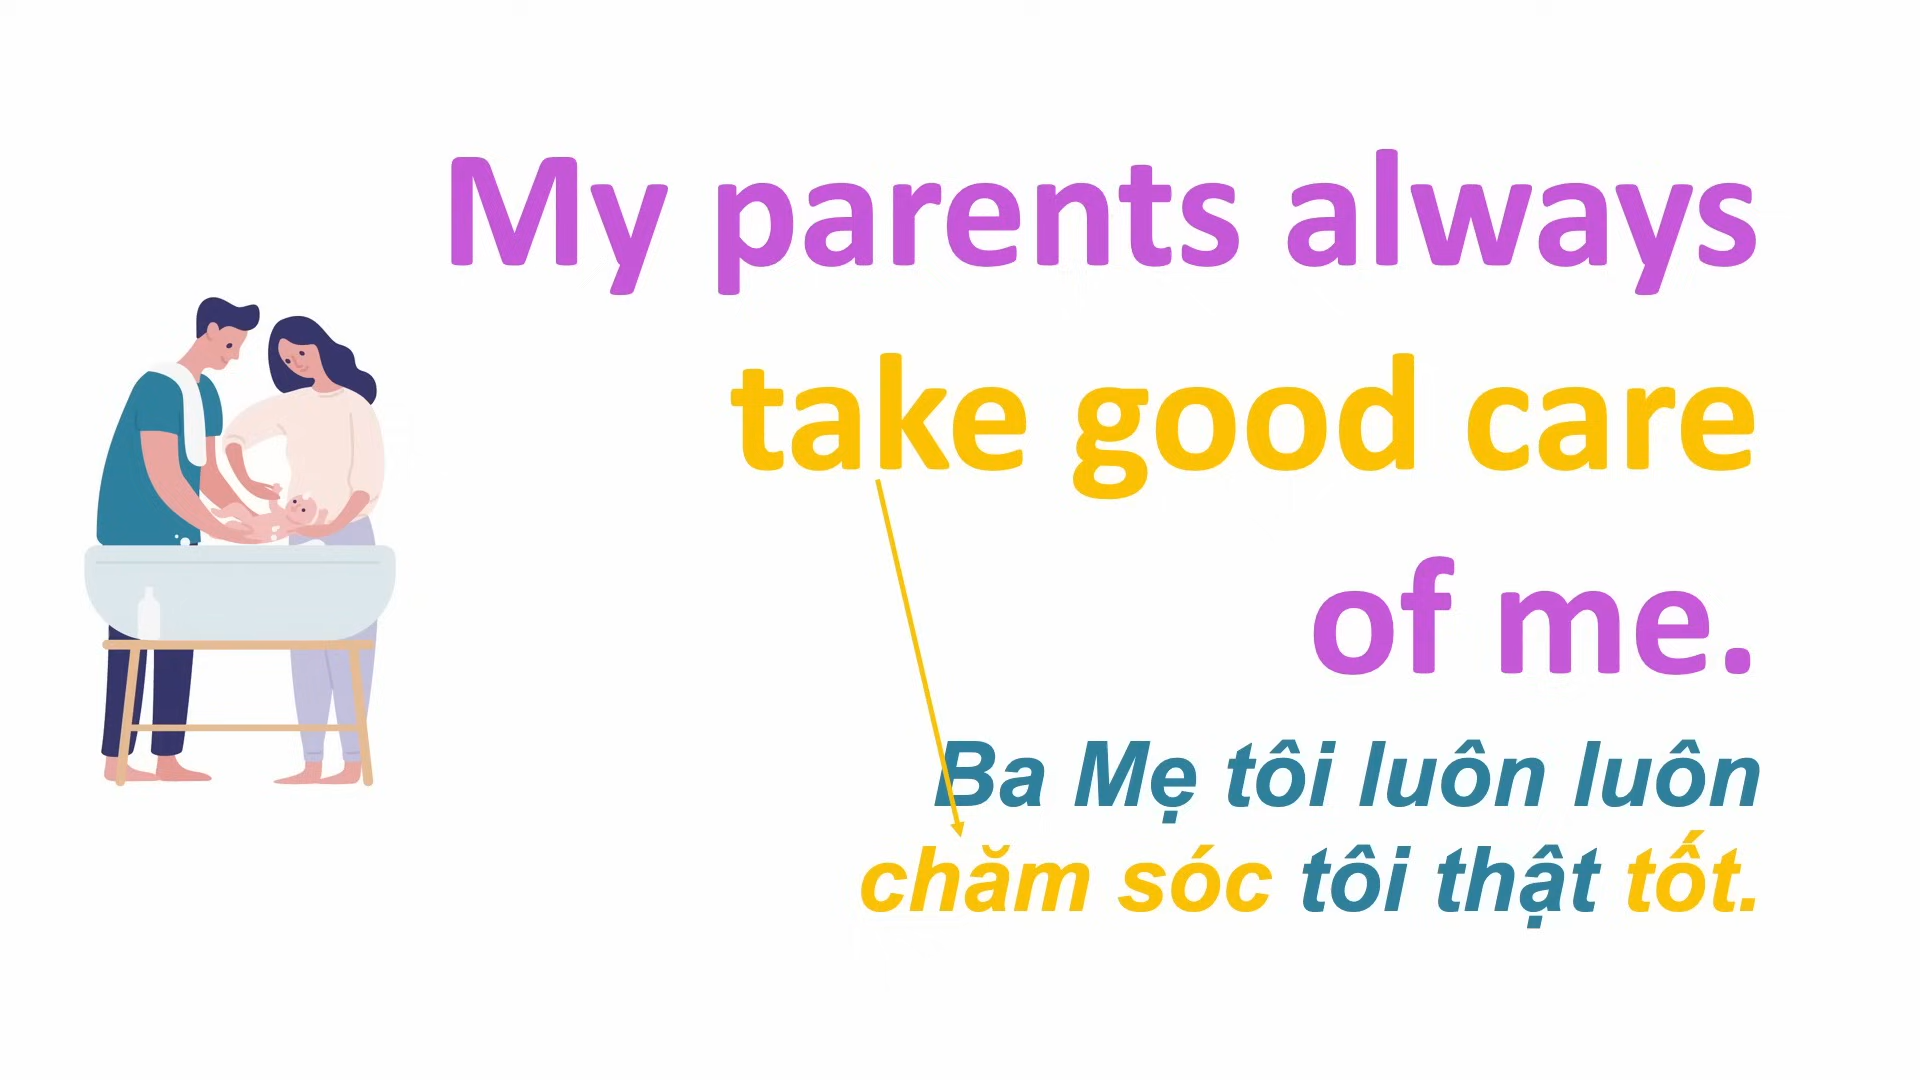 My parents always
take good care
of me.
Ba Mẹ tôi luôn luôn
chăm sóc tôi thật tốt.